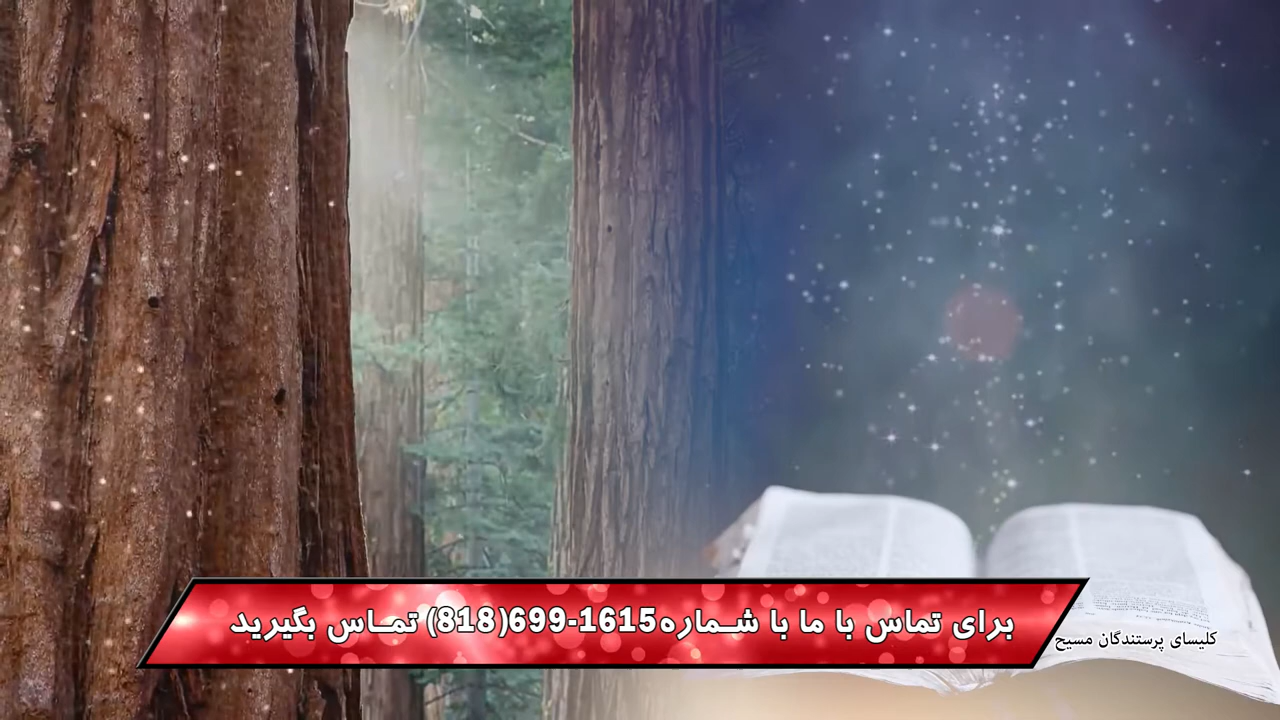 برای تماس با ما با شماره 699-1615(818) تماس بگیرید
کلیسای پرستندگان مسیح